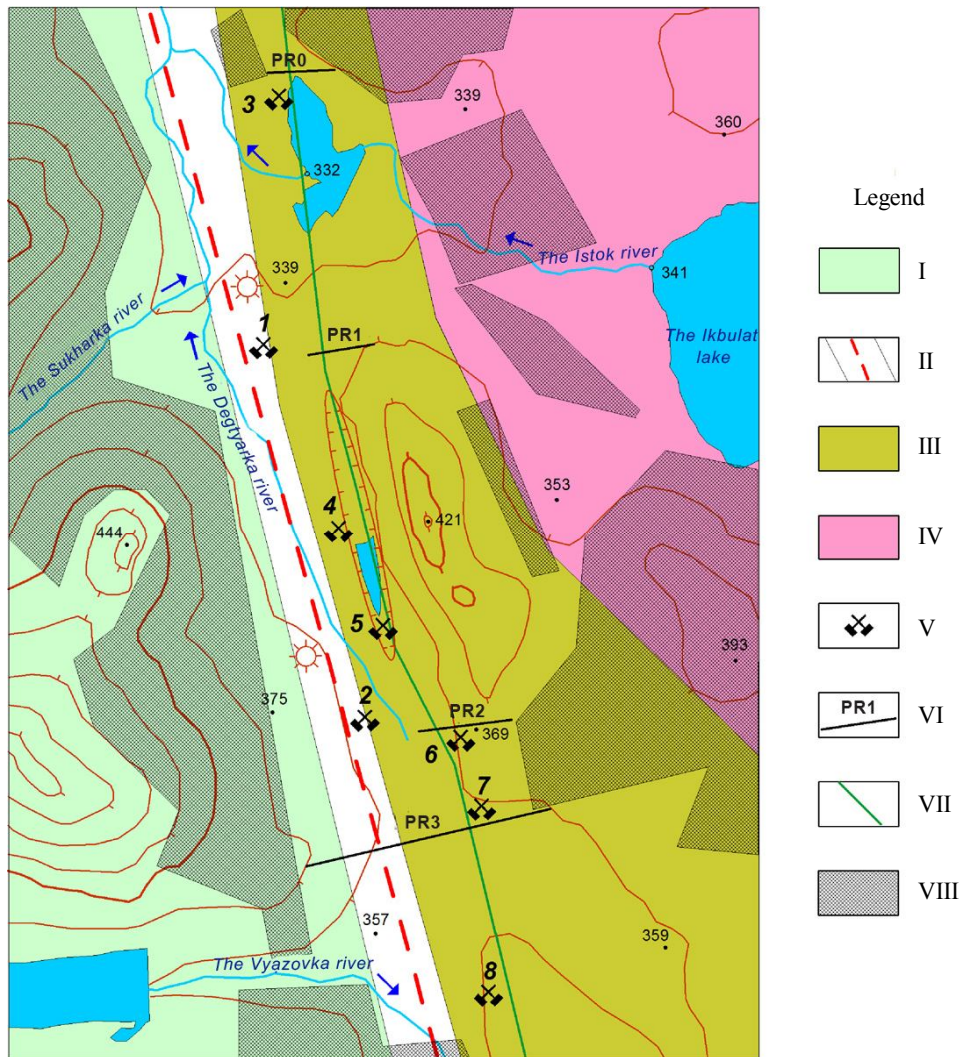 PR0
3
339
360
332
The Istok river
341
339
The Sukharka river
1
PR1
The Ikbulat
lake
The Degtyarka river
353
4
421
444
5
393
375
2
PR2
369
6
7
PR3
357
359
The Vyazovka river
8
Legend
I
II
III
IV
V
PR1
VI
VII
VIII